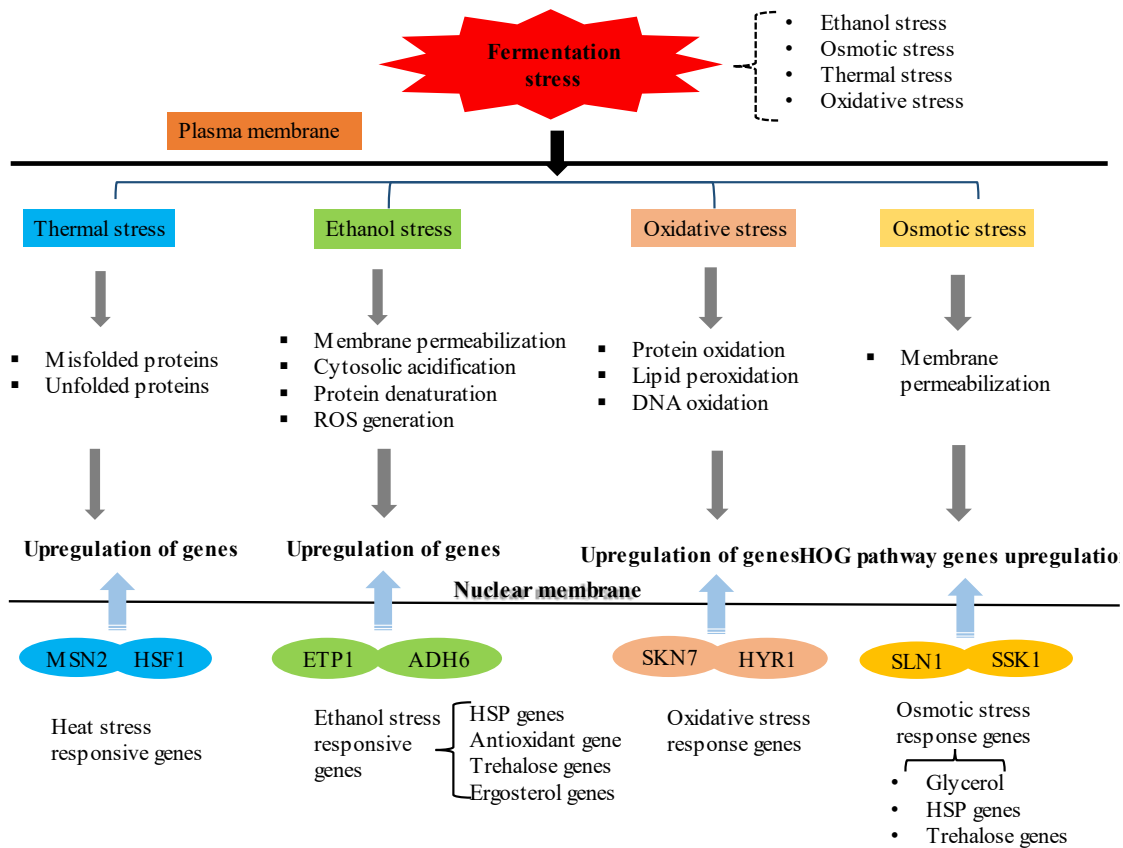 Fermentation
stress
• Ethanol stress
• Osmotic stress
• Thermal stress
• Oxidative stress
Plasma membrane
Thermal stress
Ethanol stress
Oxidative stress
Osmotic stress
▪ Misfolded proteins
▪ Unfolded proteins
▪ Membrane permeabilization
▪ Cytosolic acidification
▪ Protein denaturation
▪ ROS generation
▪ Protein oxidation
▪ Lipid peroxidation
▪ DNA oxidation
▪ Membrane
permeabilization
Upregulation of genes
Upregulation of genes
Upregulation of genes
HOG pathway genes upregulatio
Nuclear membrane
MSN2 HSF1
ETP1 ADH6
SKN7 HYR1
SLN1 SSK1
Heat stress
responsive genes
Ethanol stress
responsive
genes
HSP genes
Antioxidant gene
Trehalose genes
Ergosterol genes
Oxidative stress
response genes
Osmotic stress
response genes
• Glycerol
• HSP genes
• Trehalose genes